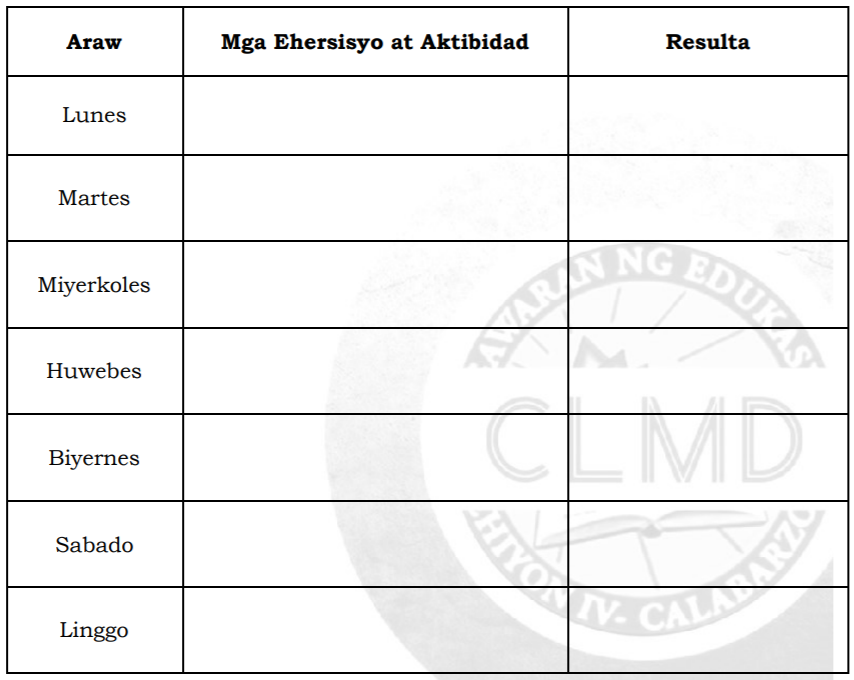 Araw Mga Ehersisyo at Aktibidad Resulta
Lunes
Martes
Miyerkoles
Huwebes
CLMD
Biyernes
Sabado
Linggo